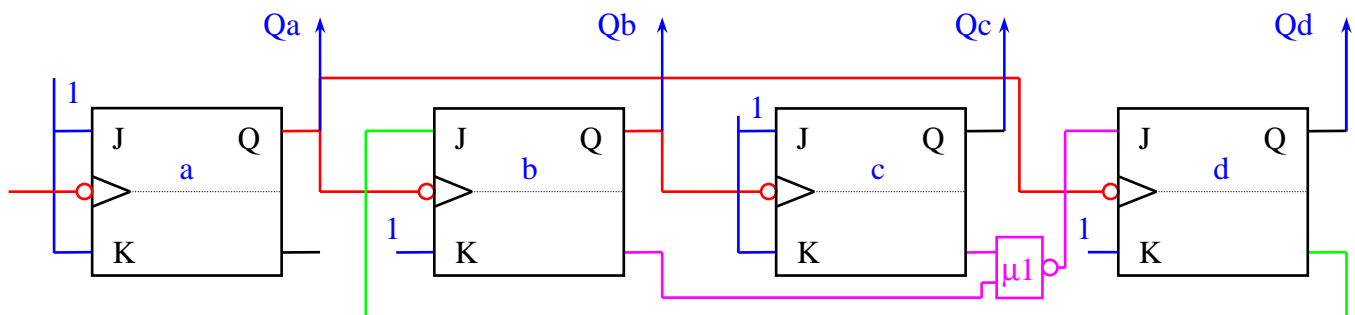 Qa Qb Qc Qd
1 1
J Q J Q J Q J Q
a b c d
1 1
K K K K
μ1